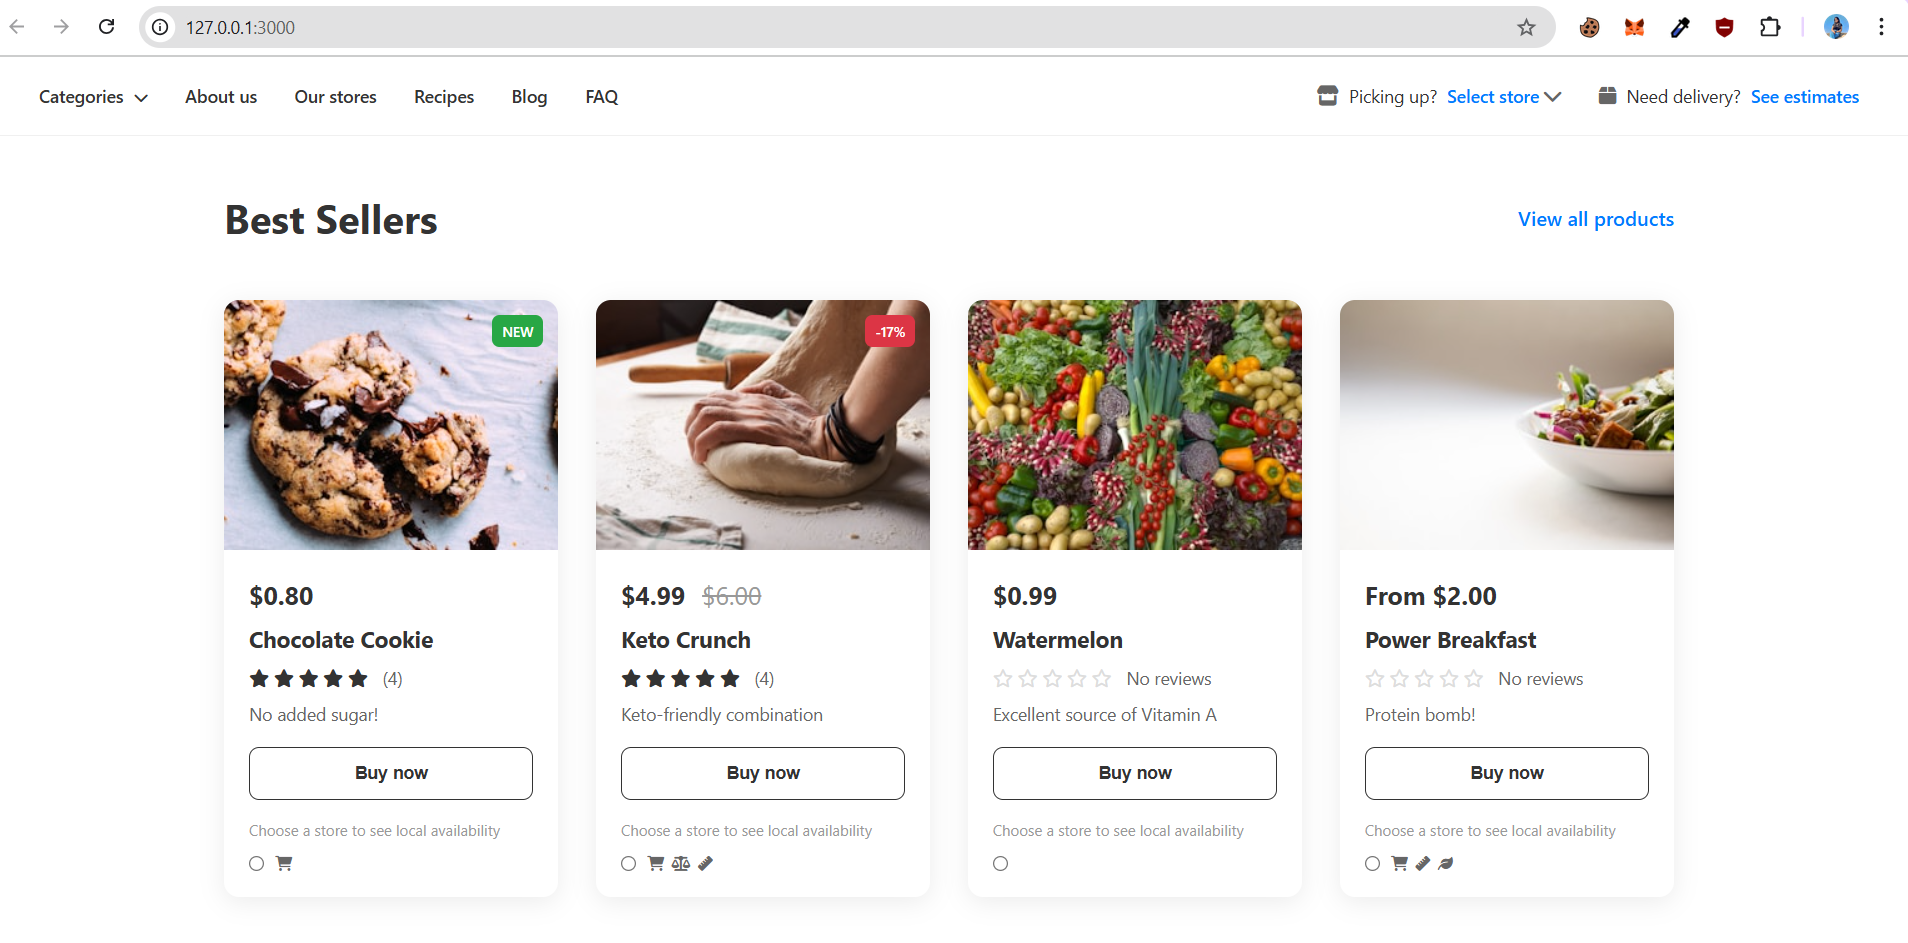 127.0.0.1:3000
Categories About us Our stores Recipes Blog FAQ Picking up? Select store Need delivery? See estimates
Best Sellers View all products
NEW -17%
$0.80 $4.99 $6.00 $0.99 From $2.00
Chocolate Cookie Keto Crunch Watermelon Power Breakfast
(4) (4) No reviews No reviews
No added sugar! Keto-friendly combination Excellent source of Vitamin A Protein bomb!
Buy now Buy now Buy now Buy now
Choose a store to see local availability Choose a store to see local availability Choose a store to see local availability Choose a store to see local availability